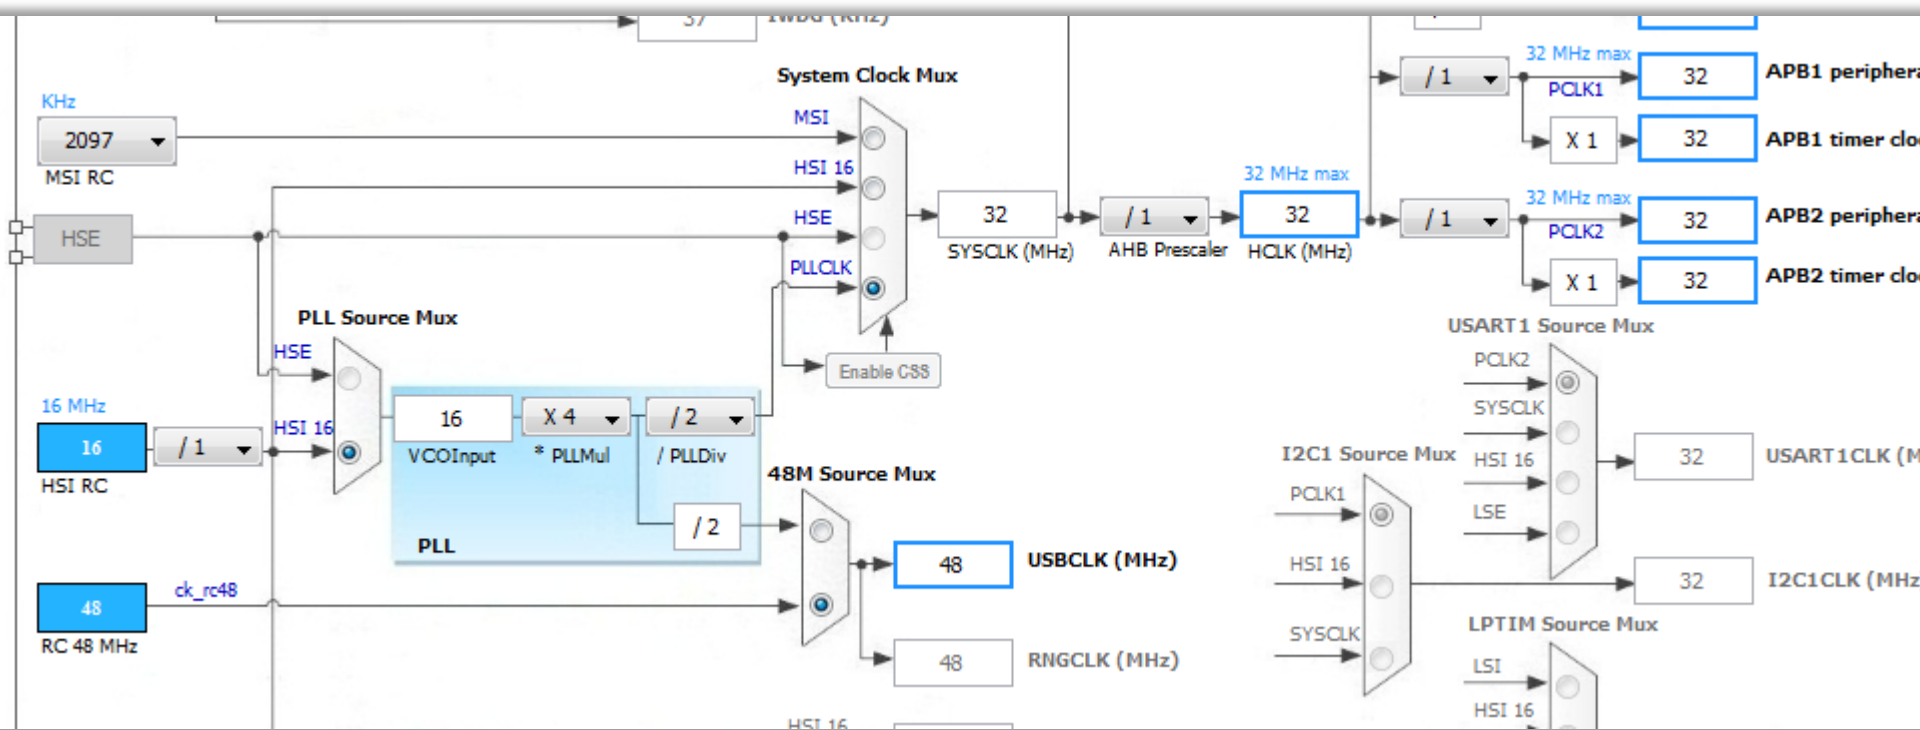 37 IWDG (KHz)
System Clock Mux
32 MHz max
/ 1
32
APB1
PCLK1
KHz
MSI
2097
X 1
32
APB1 timer
MSI RC
HSI 16
32 MHz max
32 MHz max
HSE
HSE
32
/ 1
32
/ 1
32
APB2
PCLK2
SYSCLK (MHz)
AHB Prescaler
HCLK (MHz)
PLLCLK
X 1
32
APB2 timer
PLL Source Mux
USART1 Source Mux
HSE
PCLK2
Enable CSS
16 MHz
SYSCLK
16
X 4
/ 2
HSI 16
16
/ 1
VCOInput
* PLLMul
/ PLLDiv
I2C1 Source Mux
HSI 16
32
USART1CLK
HSI RC
48M Source Mux
PCLK1
LSE
/ 2
PLL
48
USBCLK (MHz)
HSI 16
32
I2C1CLK (MHz
ck_rc48
48
RC 48 MHz
SYSCLK
LPTIM Source Mux
48
RNGCLK (MHz)
LSI
HSI 16
HSI 16